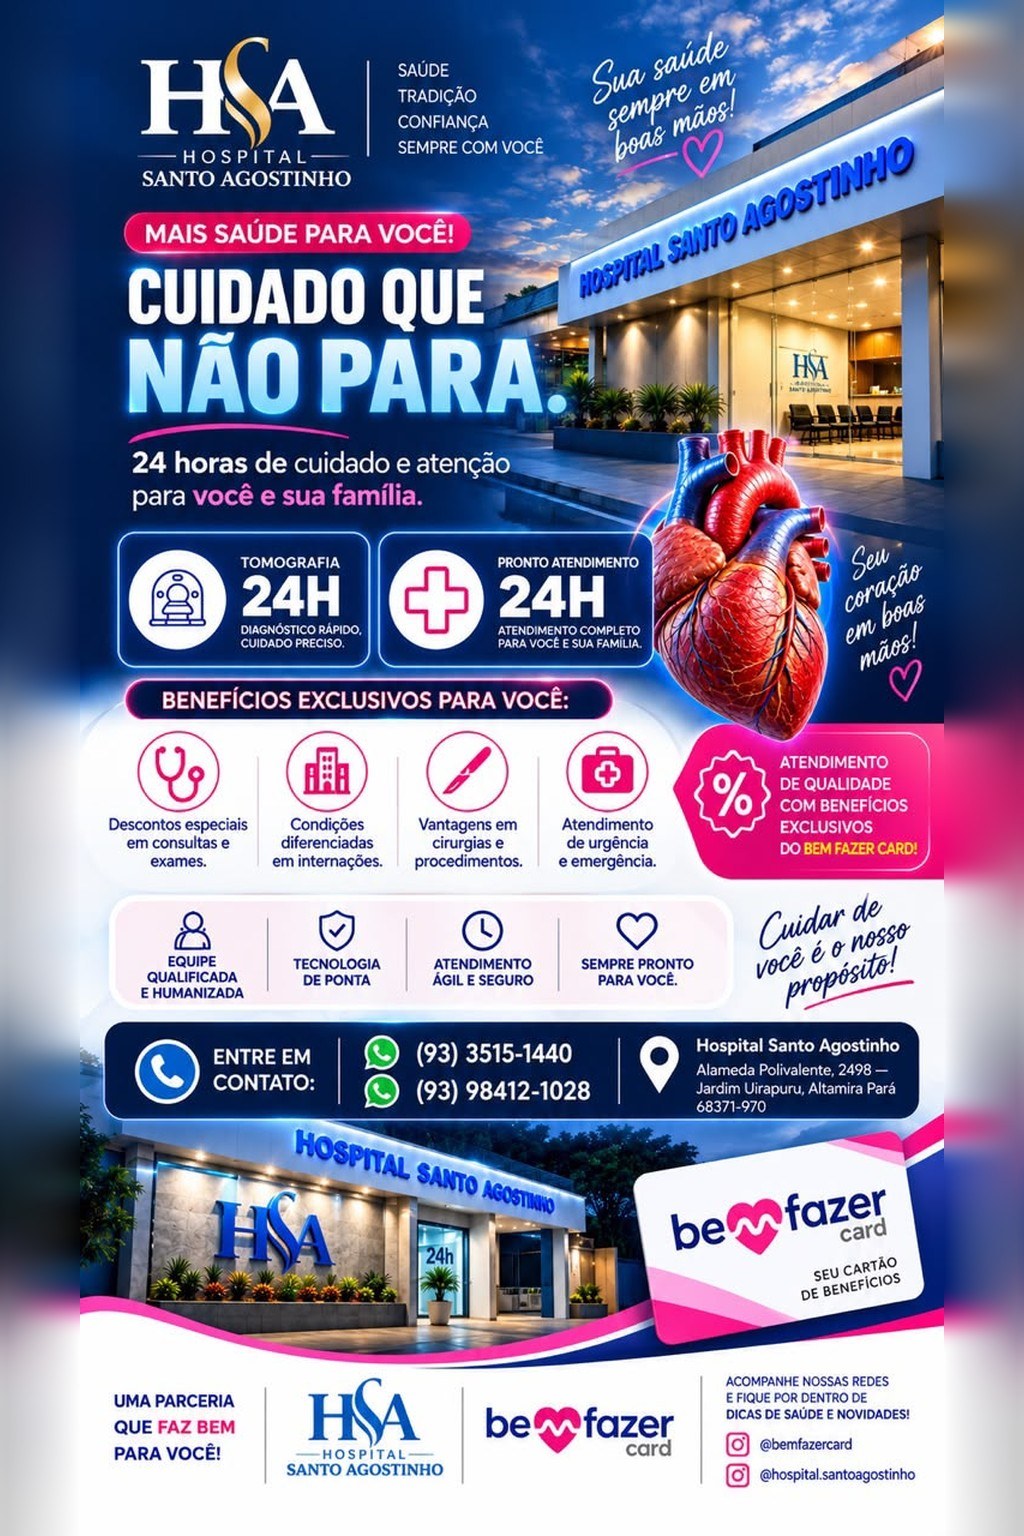 HSA
HOSPITAL
SANTO AGOSTINHO
SAÚDE
TRADIÇÃO
CONFIANÇA
SEMPRE COM VOCÊ
Sua saúde
sempre em
boas mãos!
HOSPITAL SANTO AGOSTINHO
HSA
HOSPITAL
SANTO AGOSTINHO
MAIS SAÚDE PARA VOCÊ!
CUIDADO QUE
NÃO PARA.
24 horas de cuidado e atenção
para você e sua família.
TOMOGRAFIA
24H
DIAGNÓSTICO RÁPIDO,
CUIDADO PRECISO.
PRONTO ATENDIMENTO
24H
ATENDIMENTO COMPLETO
PARA VOCÊ E SUA FAMÍLIA.
Seu
coração
em boas
mãos!
BENEFÍCIOS EXCLUSIVOS PARA VOCÊ:
Descontos especiais
em consultas e
exames.
Condições
diferenciadas
em internações.
Vantagens em
cirurgias e
procedimentos.
Atendimento
de urgência
e emergência.
%
ATENDIMENTO
DE QUALIDADE
COM BENEFÍCIOS
EXCLUSIVOS
DO BEM FAZER CARD!
EQUIPE
QUALIFICADA
E HUMANIZADA
TECNOLOGIA
DE PONTA
ATENDIMENTO
ÁGIL E SEGURO
SEMPRE PRONTO
PARA VOCÊ.
Cuidar de
você é o nosso
propósito!
ENTRE EM
CONTATO:
(93) 3515-1440
(93) 98412-1028
Hospital Santo Agostinho
Alameda Polivalente, 2498 —
Jardim Uirapuru, Altamira Pará
68371-970
HOSPITAL SANTO AGOSTINHO
HSA
24h
bem fazer
card
SEU CARTÃO
DE BENEFÍCIOS
UMA PARCERIA
QUE FAZ BEM
PARA VOCÊ!
HSA
HOSPITAL
SANTO AGOSTINHO
bem fazer
card
ACOMPANHE NOSSAS REDES
E FIQUE POR DENTRO DE
DICAS DE SAÚDE E NOVIDADES!
@bemfazercard
@hospital.santoagostinho